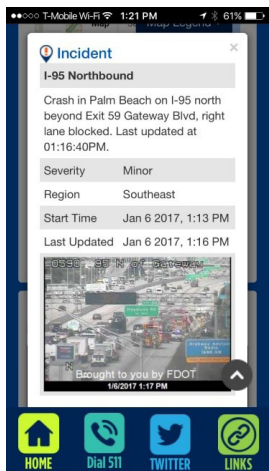 T-Mobile Wi-Fi 1:21 PM 61%
Map Legend
Incident ×
I-95 Northbound
Crash in Palm Beach on I-95 north
beyond Exit 59 Gateway Blvd, right
lane blocked. Last updated at
01:16:40PM.
Severity Minor
Region Southeast
Start Time Jan 6 2017, 1:13 PM
Last Updated Jan 6 2017, 1:16 PM
95 N of Gateway
Brought to you by FDOT
1/6/2017 1:17 PM
HOME Dial 511 TWITTER LINKS